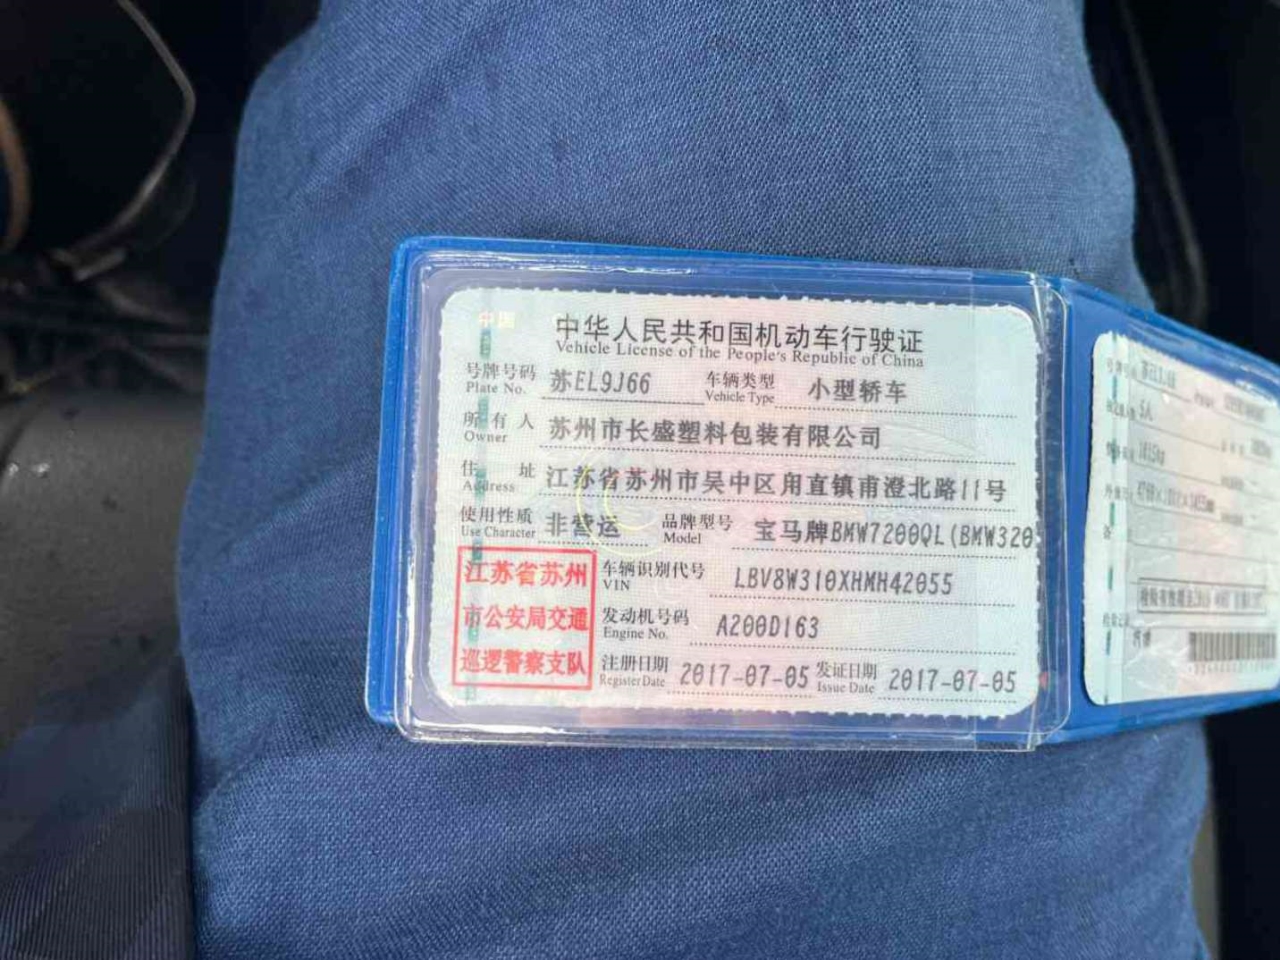 中国
中华人民共和国机动车行驶证
Vehicle License of the People's Republic of China
号牌号码 苏EL9J66 车辆类型 小型轿车
Plate No. Vehicle Type
所有人 苏州市长盛塑料包装有限公司
Owner
住址 江苏省苏州市吴中区甪直镇甫澄北路11号
Address
使用性质 非营运 品牌型号 宝马牌BMW7200QL(BMW320
Use Character Model
江苏省苏州
市公安局交通
巡逻警察支队
车辆识别代号 LBV8W310XHMH42055
VIN
发动机号码 A200D163
Engine No.
注册日期 2017-07-05 发证日期 2017-07-05
Register Date Issue Date
5人